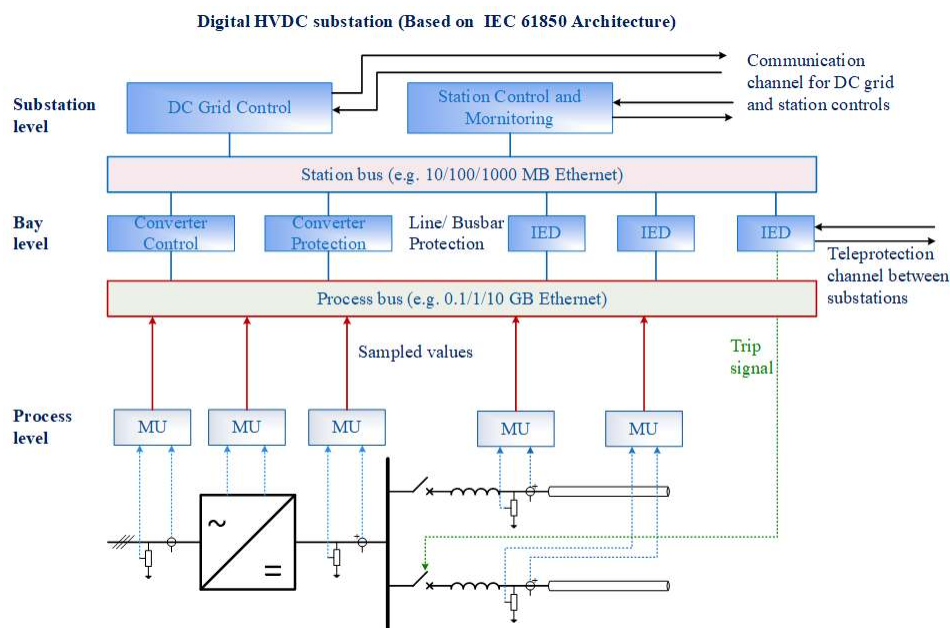 Digital HVDC substation (Based on IEC 61850 Architecture)
Substation
level
DC Grid Control
Station Control and
Mornitoring
Communication
channel for DC grid
and station controls
Station bus (e.g. 10/100/1000 MB Ethernet)
Bay
level
Converter
Control
Converter
Protection
Line/ Busbar
Protection
IED
IED
IED
Teleprotection
channel between
substations
Process bus (e.g. 0.1/1/10 GB Ethernet)
Sampled values
Trip
signal
Process
level
MU
MU
MU
MU
MU
~
=
+
+
+